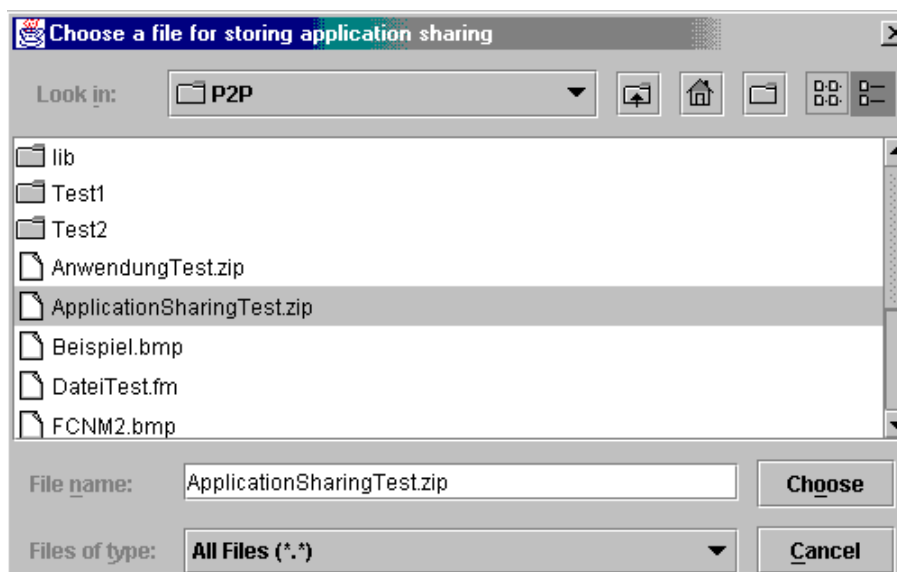 Choose a file for storing application sharing
Look in: P2P
lib
Test1
Test2
AnwendungTest.zip
ApplicationSharingTest.zip
Beispiel.bmp
DateiTest.fm
FCNM2.bmp
File name: ApplicationSharingTest.zip Choose
Files of type: All Files (*.*) Cancel